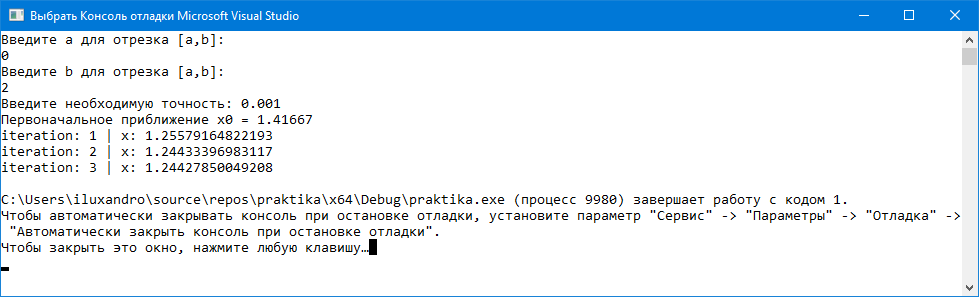 Выбрать Консоль отладки Microsoft Visual Studio
Введите a для отрезка [a,b]:
0
Введите b для отрезка [a,b]:
2
Введите необходимую точность: 0.001
Первоначальное приближение x0 = 1.41667
iteration: 1 | x: 1.25579164822193
iteration: 2 | x: 1.24433396983117
iteration: 3 | x: 1.24427850049208
C:\Users\iluxandro\source\repos\praktika\x64\Debug\praktika.exe (процесс 9980) завершает работу с кодом 1.
Чтобы автоматически закрывать консоль при остановке отладки, установите параметр "Сервис" -> "Параметры" -> "Отладка" ->
"Автоматически закрыть консоль при остановке отладки".
Чтобы закрыть это окно, нажмите любую клавишу…